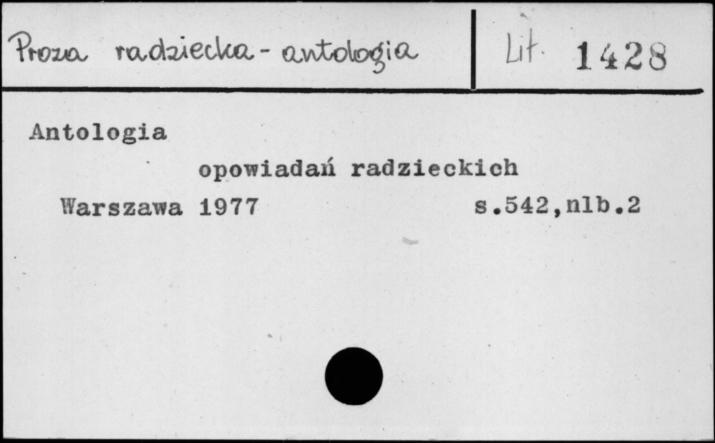 Proza radziecka - antologia
Lit. 1428
Antologia
opowiadań radzieckich
Warszawa 1977 s.542,nlb.2